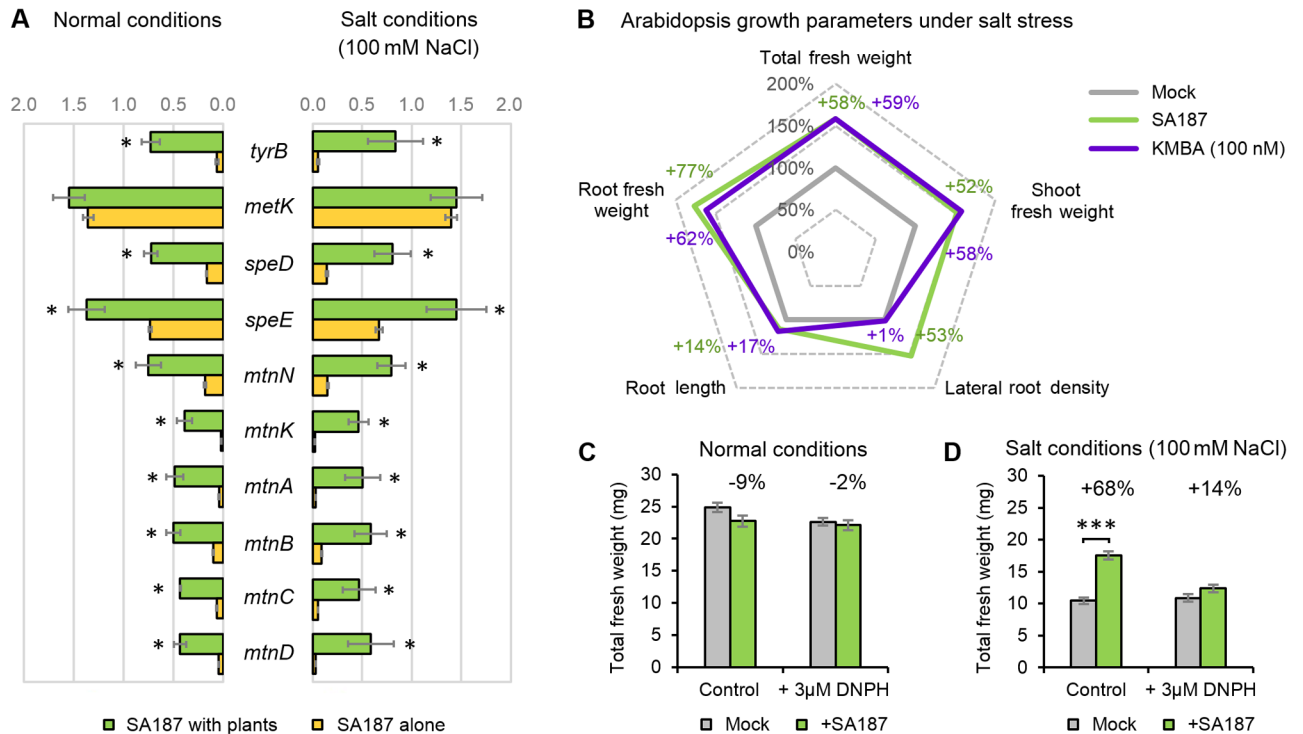 A
Normal conditions
Salt conditions
(100 mM NaCl)
2.0 1.5 1.0 0.5 0.0
0.0 0.5 1.0 1.5 2.0
* tyrB *
metK
* speD *
* speE *
* mtnN *
* mtnK *
* mtnA *
* mtnB *
* mtnC *
* mtnD *
SA187 with plants
SA187 alone
B
Arabidopsis growth parameters under salt stress
Total fresh weight
200%
150%
100%
50%
0%
+58%
+59%
+77%
Root fresh
weight
+62%
+52%
Shoot
fresh weight
+58%
+14%
+17%
Root length
+1%
+53%
Lateral root density
Mock
SA187
KMBA (100 nM)
C
Normal conditions
Total fresh weight (mg)
30
25
20
15
10
5
0
-9%
-2%
Control
+ 3µM DNPH
Mock
+SA187
D
Salt conditions (100 mM NaCl)
Total fresh weight (mg)
30
25
20
15
10
5
0
+68%
+14%
***
Control
+ 3µM DNPH
Mock
+SA187